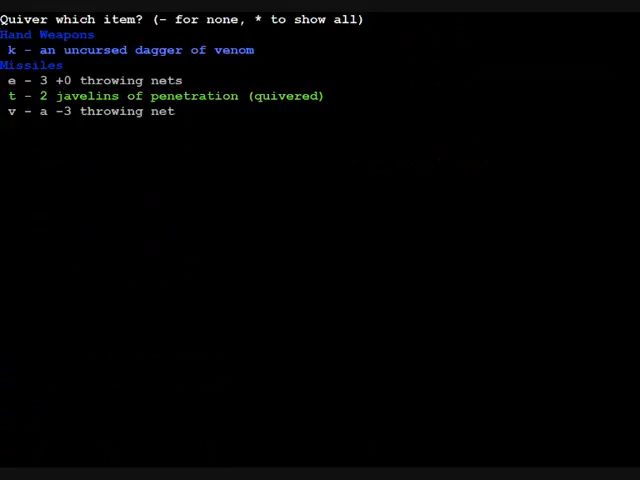 Quiver which item? (- for none, * to show all)
Hand Weapons
k - an uncursed dagger of venom
Missiles
e - 3 +0 throwing nets
t - 2 javelins of penetration (quivered)
v - a -3 throwing net